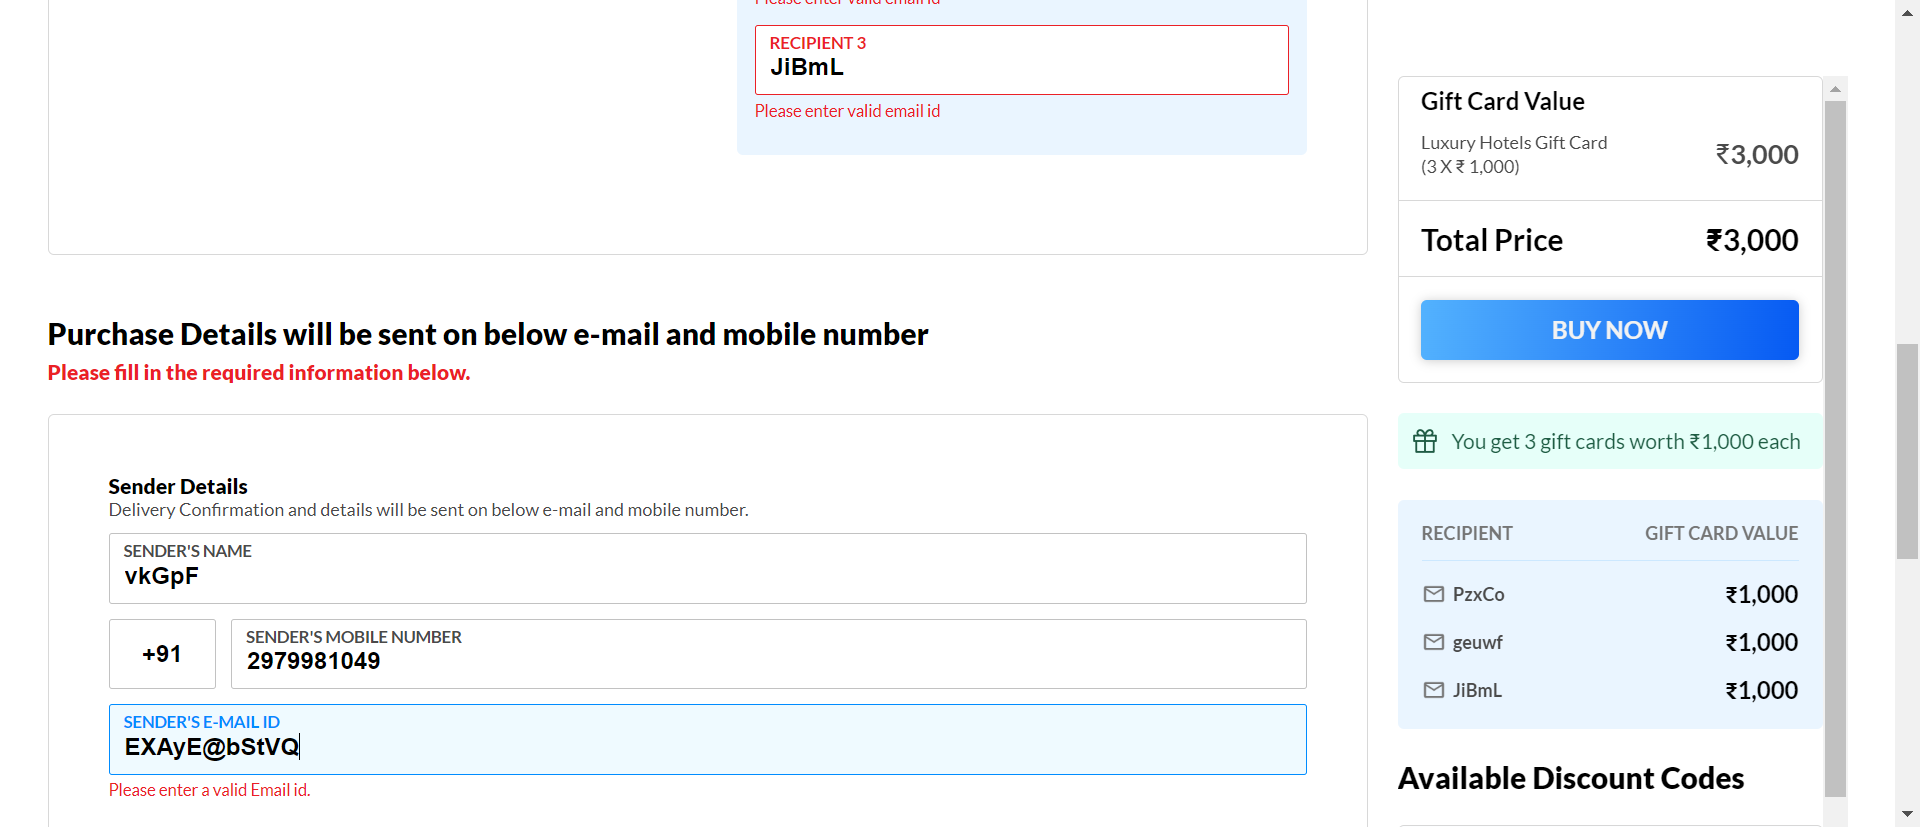 Please enter valid email id
RECIPIENT 3
JiBmL
Please enter valid email id
Purchase Details will be sent on below e-mail and mobile number
Please fill in the required information below.
Sender Details
Delivery Confirmation and details will be sent on below e-mail and mobile number.
SENDER'S NAME
vkGpF
+91
SENDER'S MOBILE NUMBER
2979981049
SENDER'S E-MAIL ID
EXAyE@bStVQ
Please enter a valid Email id.
Gift Card Value
Luxury Hotels Gift Card
(3 X ₹ 1,000)
₹3,000
Total Price ₹3,000
BUY NOW
You get 3 gift cards worth ₹1,000 each
RECIPIENT GIFT CARD VALUE
PzxCo ₹1,000
geuwf ₹1,000
JiBmL ₹1,000
Available Discount Codes